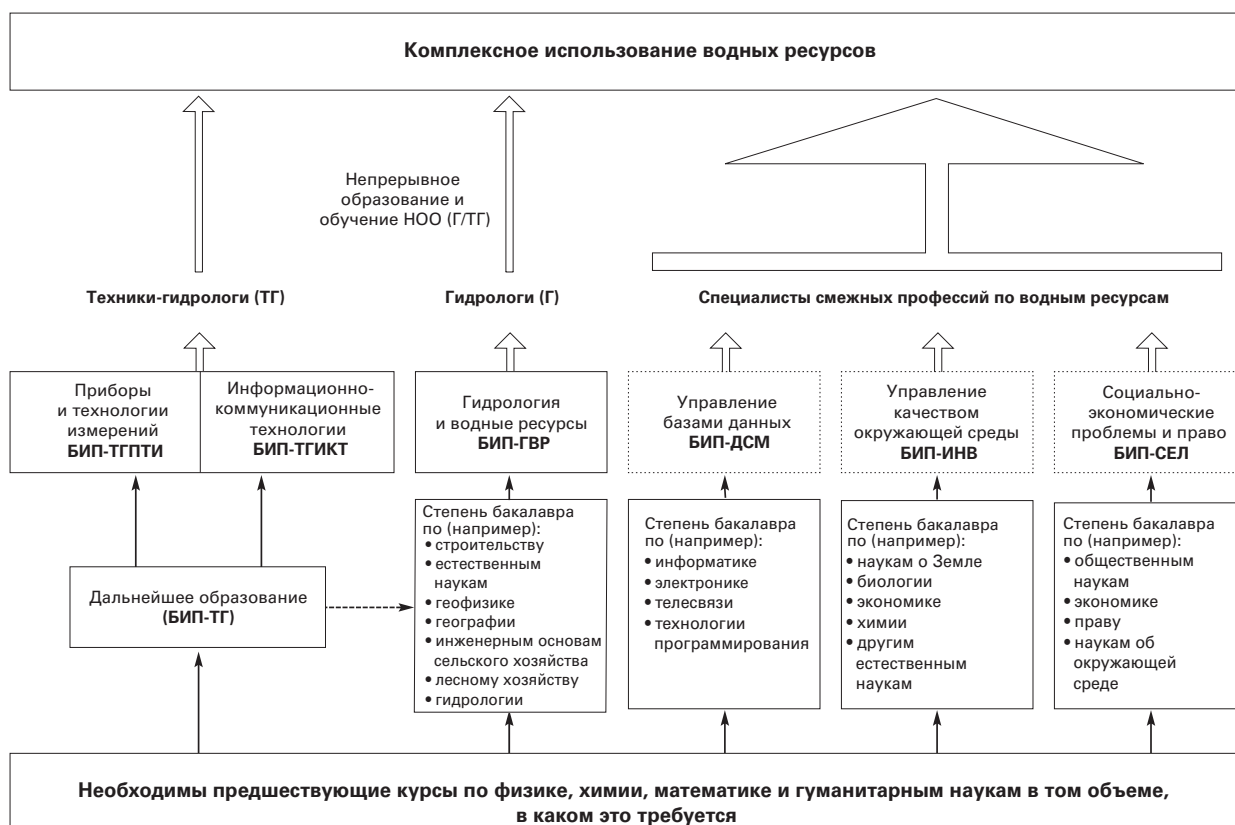 Комплексное использование водных ресурсов
Непрерывное
образование и
обучение НОО (Г/ТГ)
Техники-гидрологи (ТГ)
Гидрологи (Г)
Специалисты смежных профессий по водным ресурсам
Приборы
и технологии
измерений
БИП-ТГПТИ
Информационно-
коммуникационные
технологии
БИП-ТГИКТ
Гидрология
и водные ресурсы
БИП-ГВР
Управление
базами данных
БИП-ДСМ
Управление
качеством
окружающей среды
БИП-ИНВ
Социально-
экономические
проблемы и право
БИП-СЕЛ
Дальнейшее образование
(БИП-ТГ)
Степень бакалавра
по (например):
• строительству
• естественным
наукам
• геофизике
• географии
• инженерным основам
сельского хозяйства
• лесному хозяйству
• гидрологии
Степень бакалавра
по (например):
• информатике
• электронике
• телесвязи
• технологии
программирования
Степень бакалавра
по (например):
• наукам о Земле
• биологии
• экономике
• химии
• другим
естественным
наукам
Степень бакалавра
по (например):
• общественным
наукам
• экономике
• праву
• наукам об
окружающей
среде
Необходимы предшествующие курсы по физике, химии, математике и гуманитарным наукам в том объеме,
в каком это требуется